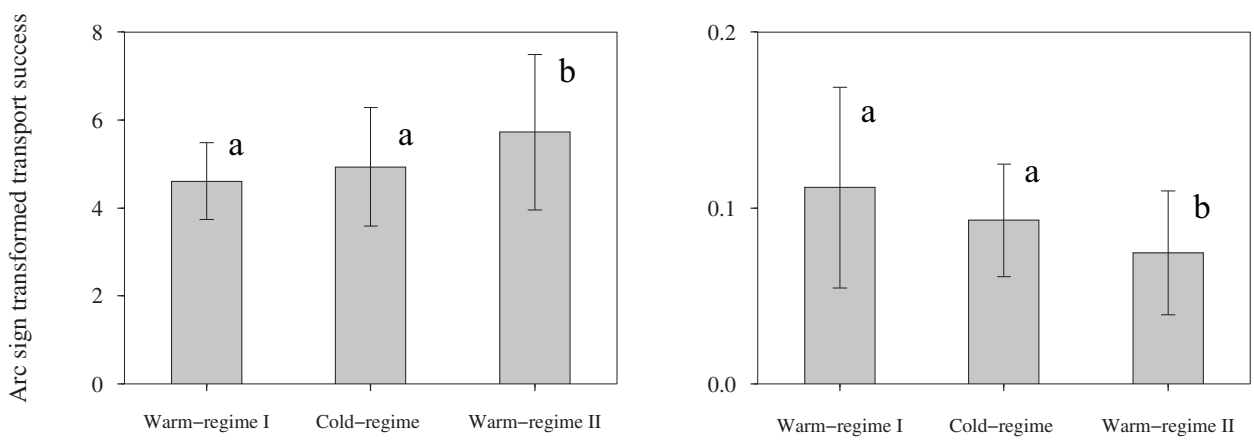 Arc sign transformed transport success
8
6
4
2
0
a
a
b
Warm−regime I
Cold−regime
Warm−regime II
0.2
0.1
0.0
a
a
b
Warm−regime I
Cold−regime
Warm−regime II